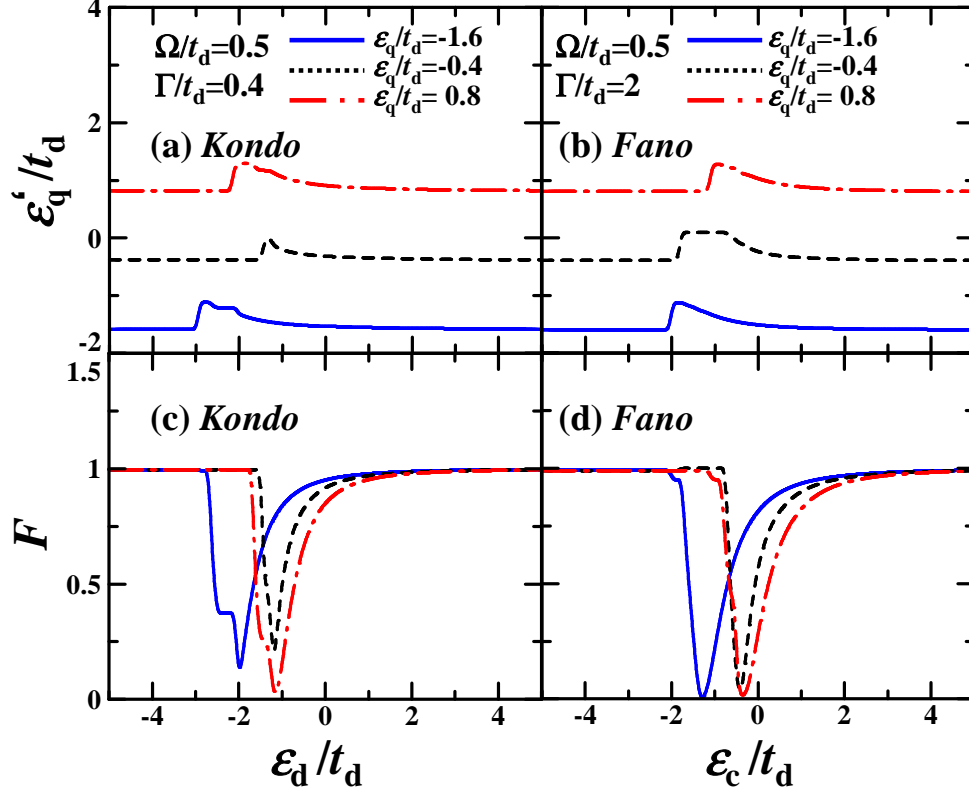 4
Ω/t_d=0.5
Γ/t_d=0.4
ε_q/t_d=-1.6
ε_q/t_d=-0.4
ε_q/t_d= 0.8
Ω/t_d=0.5
Γ/t_d=2
ε_q/t_d=-1.6
ε_q/t_d=-0.4
ε_q/t_d= 0.8
2
(a) Kondo
(b) Fano
ε'_q/t_d
0
-2
1.5
(c) Kondo
(d) Fano
1
F
0.5
0
-4 -2 0 2 4
-4 -2 0 2 4
ε_d/t_d
ε_c/t_d